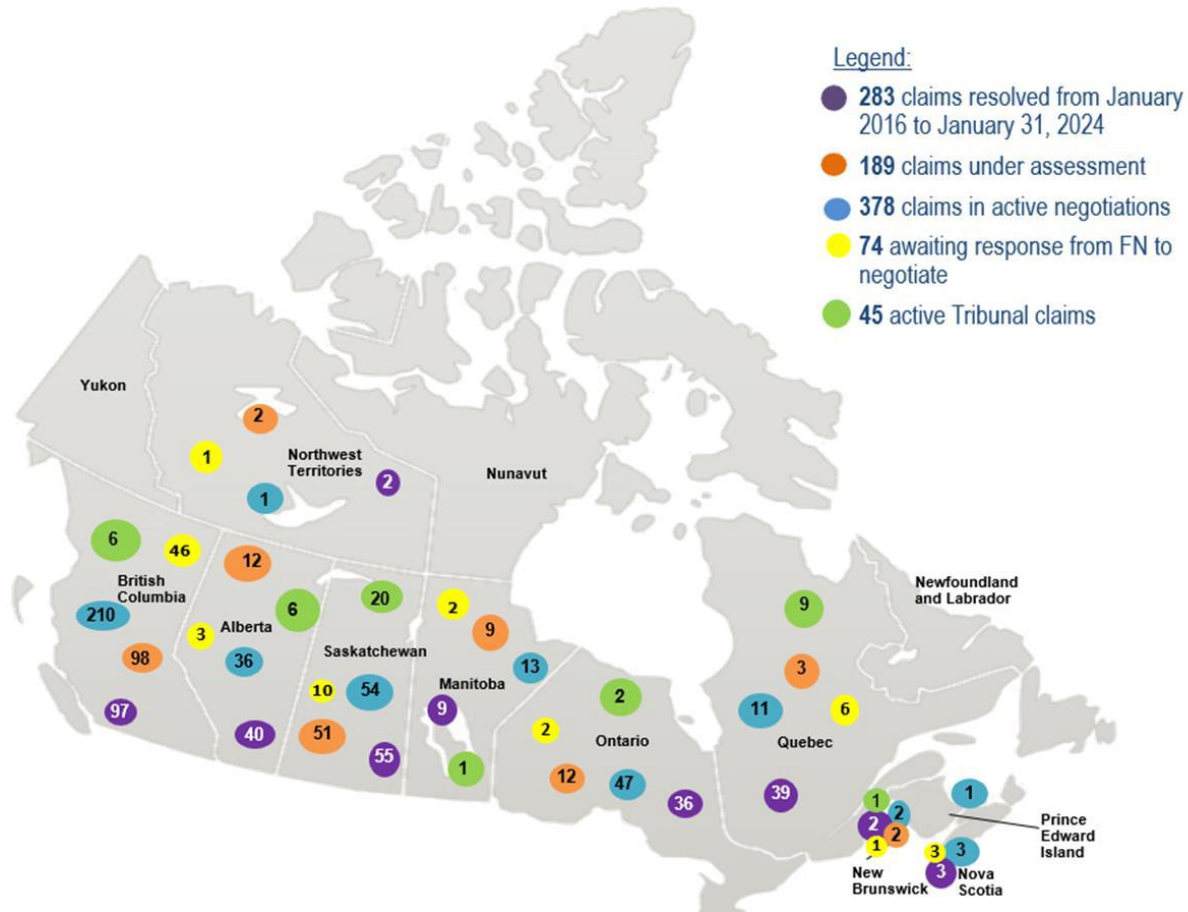 Legend:
283 claims resolved from January
2016 to January 31, 2024
189 claims under assessment
378 claims in active negotiations
74 awaiting response from FN to
negotiate
45 active Tribunal claims
Yukon
2
1
Northwest
Territories
2
1
Nunavut
6
46
British
Columbia
210
98
97
12
6
3
Alberta
36
40
20
Saskatchewan
10
54
51
55
2
9
13
Manitoba
9
1
2
2
Ontario
12
47
36
9
3
11
6
Quebec
39
Newfoundland
and Labrador
1
2
2
2
1
New
Brunswick
1
Prince
Edward
Island
3
3
3
Nova
Scotia